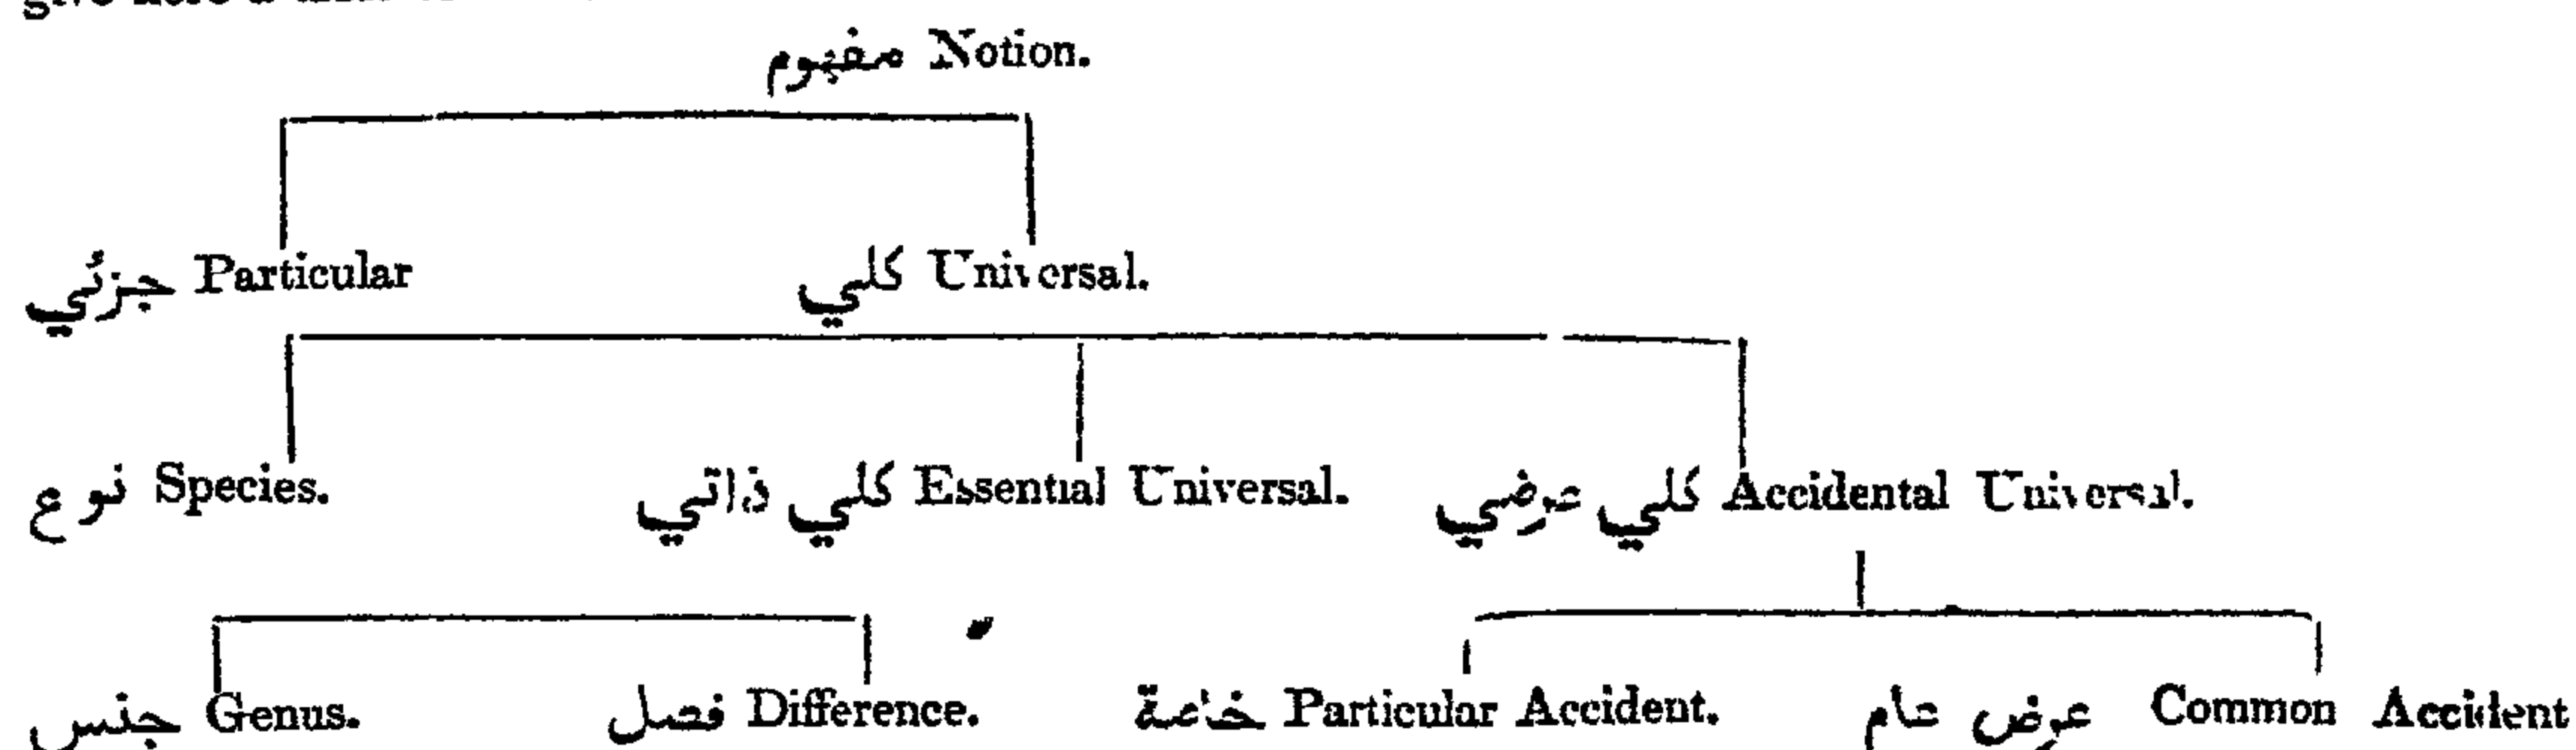 مفهوم Notion.
جزئي Particular كلي Universal.
نوع Species. كلي ذاتي Essential Universal. كلي عرضي Accidental Universal.
جنس Genus. فصل Difference. خاصة Particular Accident. عرض عام Common Accident